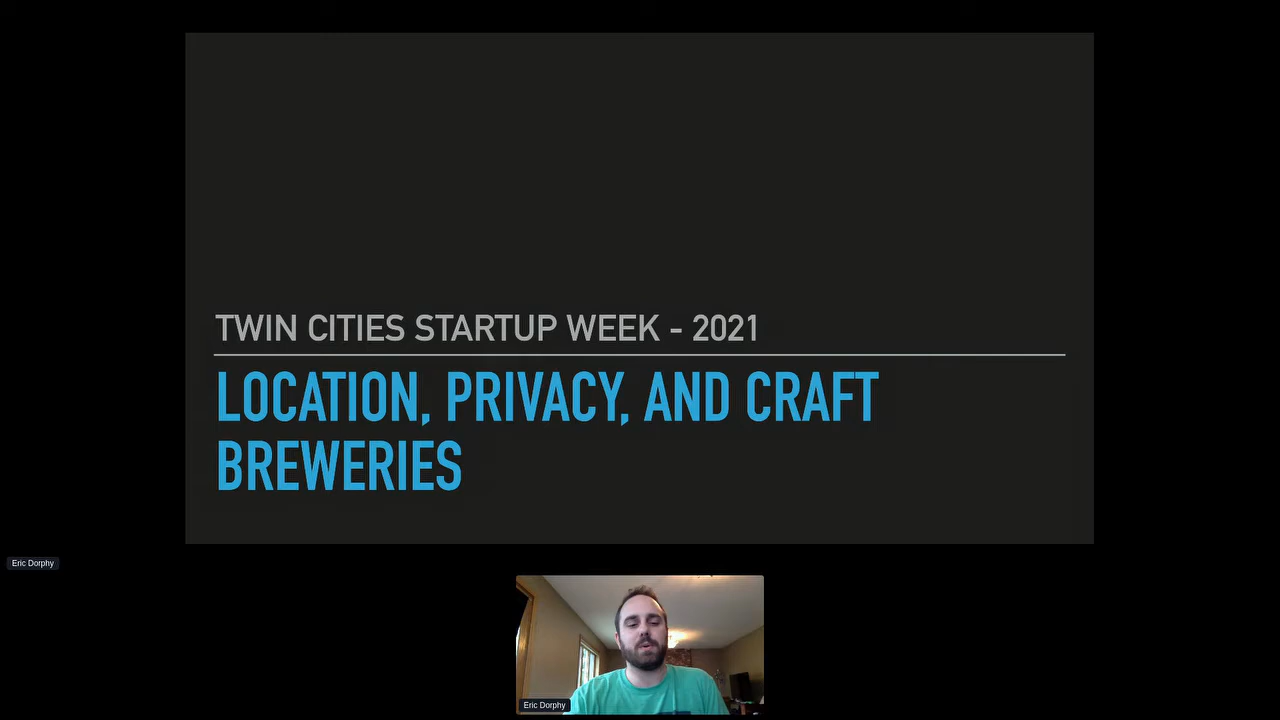 TWIN CITIES STARTUP WEEK - 2021
LOCATION, PRIVACY, AND CRAFT
BREWERIES
Eric Dorphy
Eric Dorphy